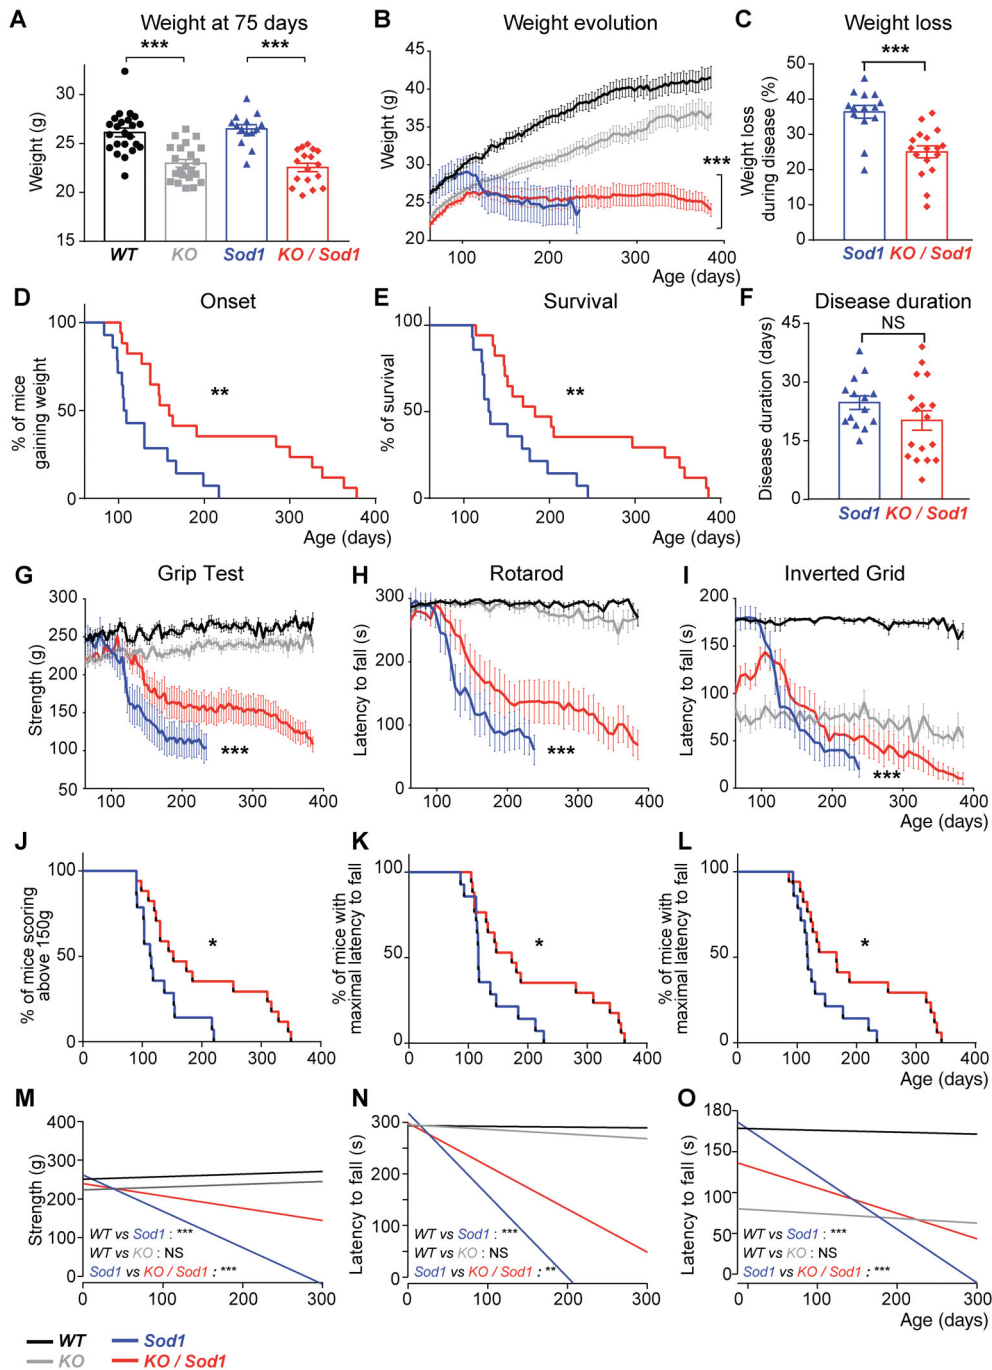 A
Weight at 75 days
***
***
Weight (g)
30
25
20
15
WT
KO
Sod1
KO / Sod1
B
Weight evolution
Weight (g)
45
40
35
30
25
20
***
100
200
300
400
Age (days)
C
Weight loss
***
Weight loss
during disease (%)
50
40
30
20
10
0
Sod1
KO / Sod1
D
Onset
% of mice
gaining weight
100
50
0
**
100
200
300
400
Age (days)
E
Survival
% of survival
100
50
0
**
100
200
300
400
Age (days)
F
Disease duration
NS
Disease duration (days)
45
30
15
0
Sod1
KO / Sod1
G
Grip Test
Strength (g)
300
250
200
150
100
50
***
100
200
300
400
H
Rotarod
Latency to fall (s)
300
200
100
0
***
100
200
300
400
I
Inverted Grid
Latency to fall (s)
200
150
100
50
0
***
100
200
300
400
Age (days)
J
% of mice scoring
above 150g
100
50
0
*
0
100
200
300
400
K
% of mice with
maximal latency to fall
100
50
0
*
0
100
200
300
400
L
% of mice with
maximal latency to fall
100
50
0
*
0
100
200
300
400
Age (days)
M
Strength (g)
400
300
200
100
0
WT vs Sod1 : ***
WT vs KO : NS
Sod1 vs KO / Sod1 : ***
0
100
200
300
N
Latency to fall (s)
300
200
100
0
WT vs Sod1 : ***
WT vs KO : NS
Sod1 vs KO / Sod1 : **
0
100
200
300
O
Latency to fall (s)
180
150
100
50
0
WT vs Sod1 : ***
WT vs KO : NS
Sod1 vs KO / Sod1 : ***
0
100
200
300
Age (days)
WT
Sod1
KO
KO / Sod1